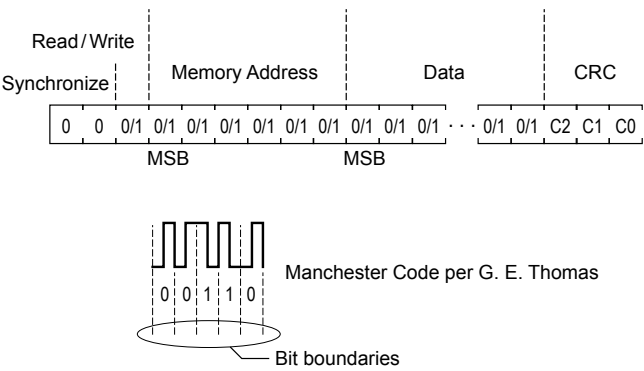 Read/Write
Synchronize Memory Address Data CRC
0 0 0/1 0/1 0/1 0/1 0/1 0/1 0/1 0/1 0/1 0/1 · · · 0/1 0/1 C2 C1 C0
MSB MSB
Manchester Code per G. E. Thomas
0 0 1 1 0
Bit boundaries